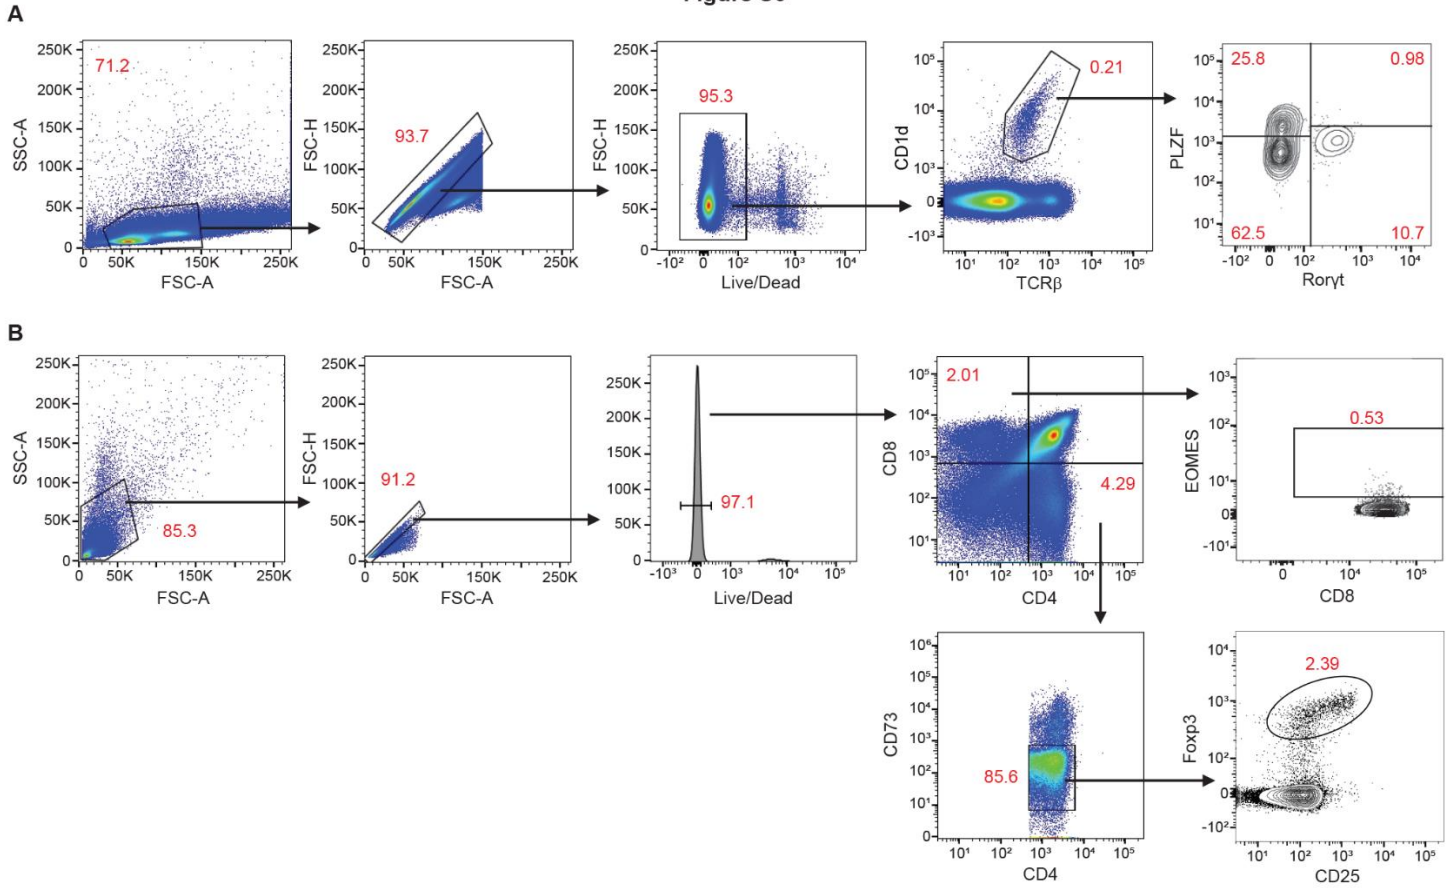 A
250K
200K
150K
100K
50K
0
SSC-A
71.2
0 50K 150K 250K
FSC-A
250K
200K
150K
100K
50K
0
FSC-H
93.7
0 50K 150K 250K
FSC-A
250K
200K
150K
100K
50K
0
FSC-H
95.3
-10² 0 10² 10³ 10⁴
Live/Dead
10⁵
10⁴
10³
0
-10³
CD1d
0.21
10¹ 10² 10³ 10⁴ 10⁵
TCRβ
10⁵
10⁴
10³
10²
10¹
PLZF
25.8 0.98
62.5 10.7
-10² 0 10² 10³ 10⁴
Rorγt
B
250K
200K
150K
100K
50K
0
SSC-A
85.3
0 50K 150K 250K
FSC-A
250K
200K
150K
100K
50K
0
FSC-H
91.2
0 50K 150K 250K
FSC-A
250K
200K
150K
100K
50K
0
97.1
-10³ 0 10³ 10⁴ 10⁵
Live/Dead
10⁵
10⁴
10³
10²
10¹
CD8
2.01
4.29
10¹ 10² 10³ 10⁴ 10⁵
CD4
10³
10²
10¹
0
-10¹
EOMES
0.53
0 10⁴ 10⁵
CD8
10⁶
10⁵
10⁴
10³
10²
10¹
0
CD73
85.6
10¹ 10² 10³ 10⁴ 10⁵
CD4
10⁴
10³
10²
0
-10²
Foxp3
2.39
10¹ 10² 10³ 10⁴ 10⁵
CD25